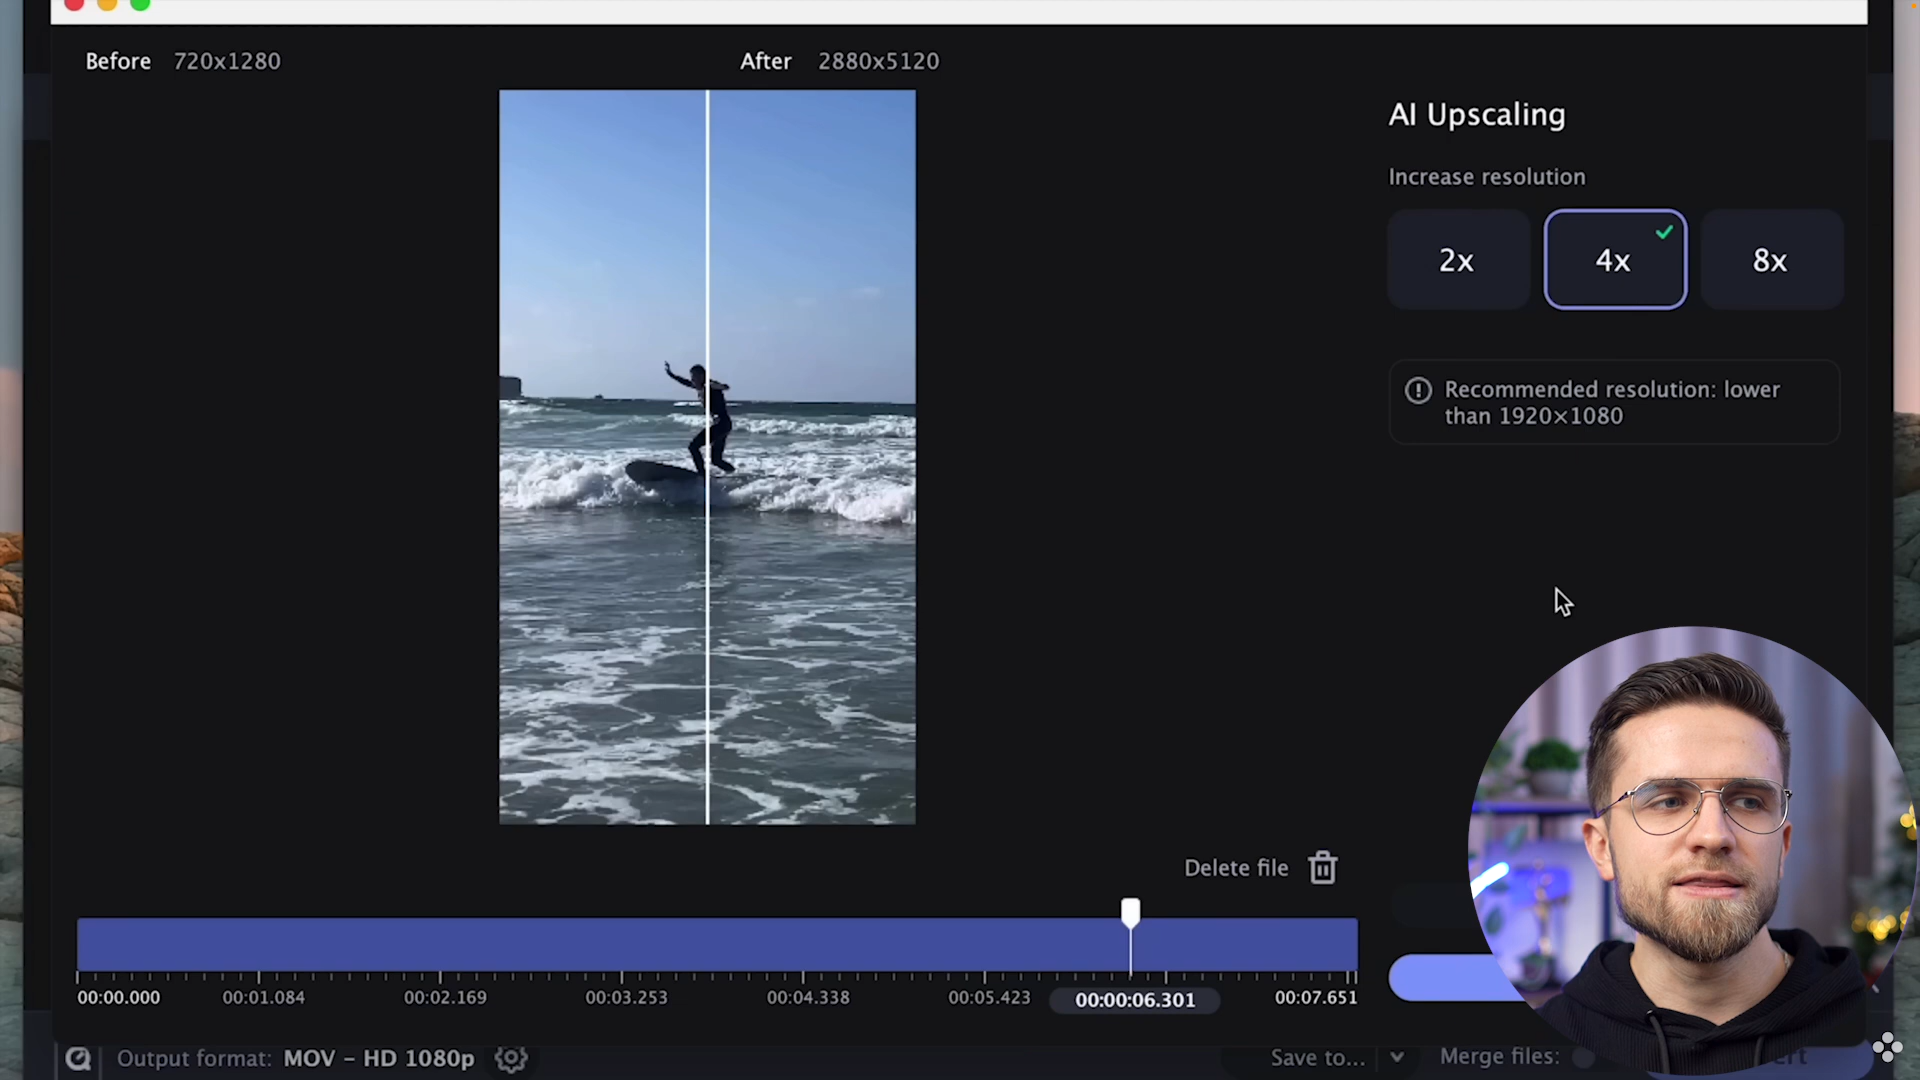 Before 720x1280
After 2880x5120
AI Upscaling
Increase resolution
2x 4x 8x
Recommended resolution: lower
than 1920×1080
Delete file
00:00.000 00:01.084 00:02.169 00:03.253 00:04.338 00:05.423 00:00:06.301 00:07.651
Output format: MOV – HD 1080p Save to... Merge files: